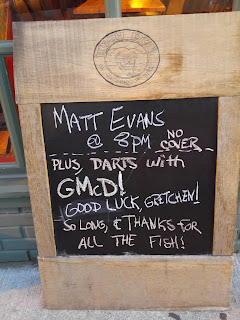 MATT EVANS
@ 8PM NO COVER
PLUS, DARTS with
GMcD!
GOOD LUCK, GRETCHEN!
SO LONG, & THANKS FOR
ALL THE FISH!